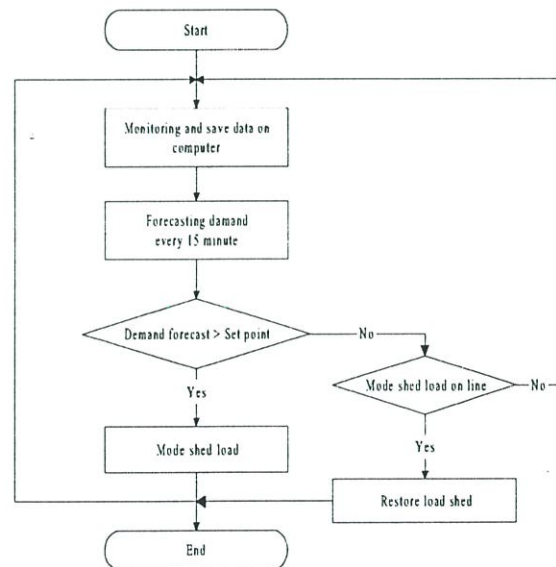 Start
Monitoring and save data on
computer
Forecasting damand
every 15 minute
Demand forecast > Set point
No
Mode shed load on line
No
Yes
Yes
Mode shed load
Restore load shed
End